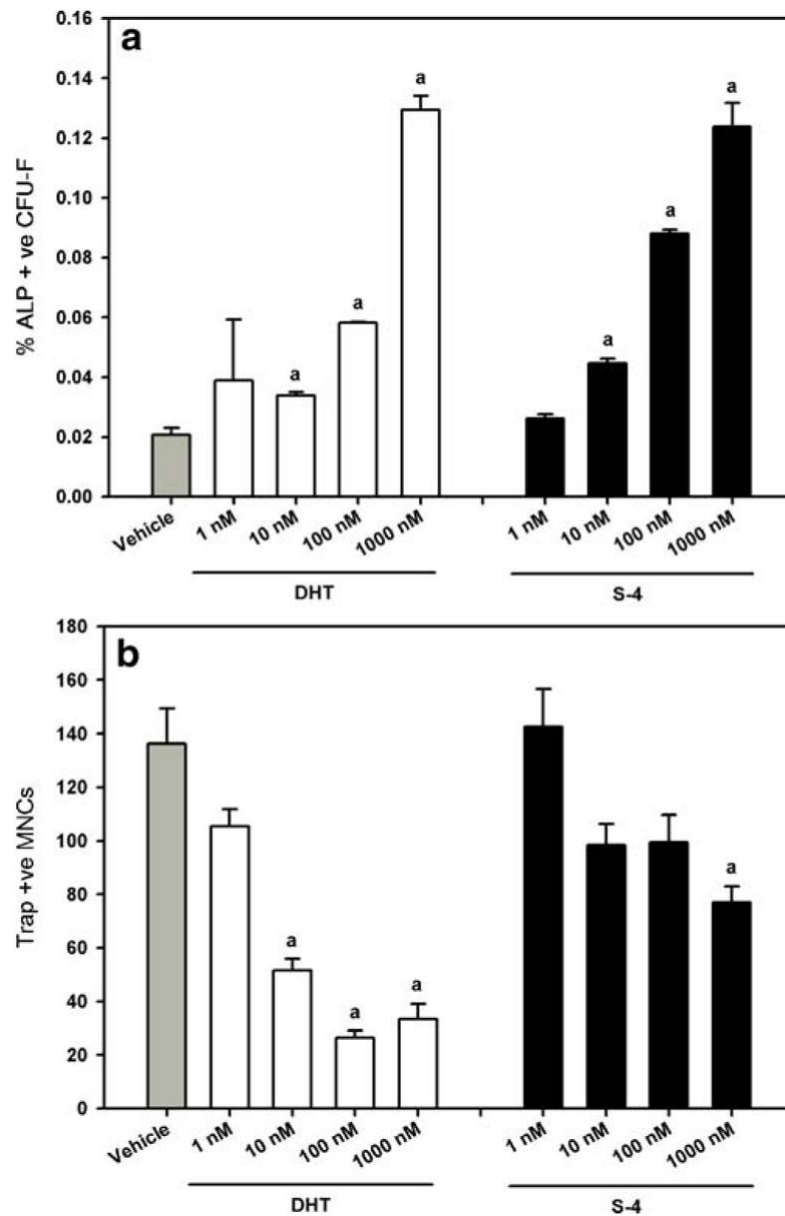 a
% ALP + ve CFU-F
0.16
0.14
0.12
0.10
0.08
0.06
0.04
0.02
0.00
a
a
a
a
a
a
Vehicle
1 nM
10 nM
100 nM
1000 nM
1 nM
10 nM
100 nM
1000 nM
DHT
S-4
b
Trap +ve MNCs
180
160
140
120
100
80
60
40
20
0
a
a
a
a
Vehicle
1 nM
10 nM
100 nM
1000 nM
1 nM
10 nM
100 nM
1000 nM
DHT
S-4